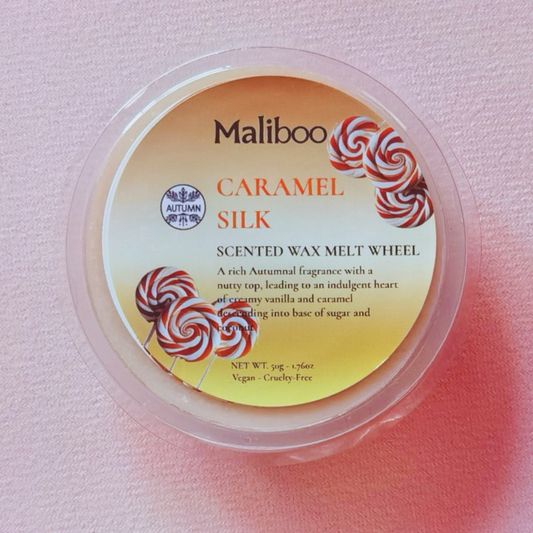 Maliboo
CARAMEL
SILK
AUTUMN
SCENTED WAX MELT WHEEL
A rich Autumnal fragrance with a
nutty top, leading to an indulgent heart
of creamy vanilla and caramel
descending into base of sugar and
coconut
NET WT. 50g - 1.76oz
Vegan - Cruelty-Free